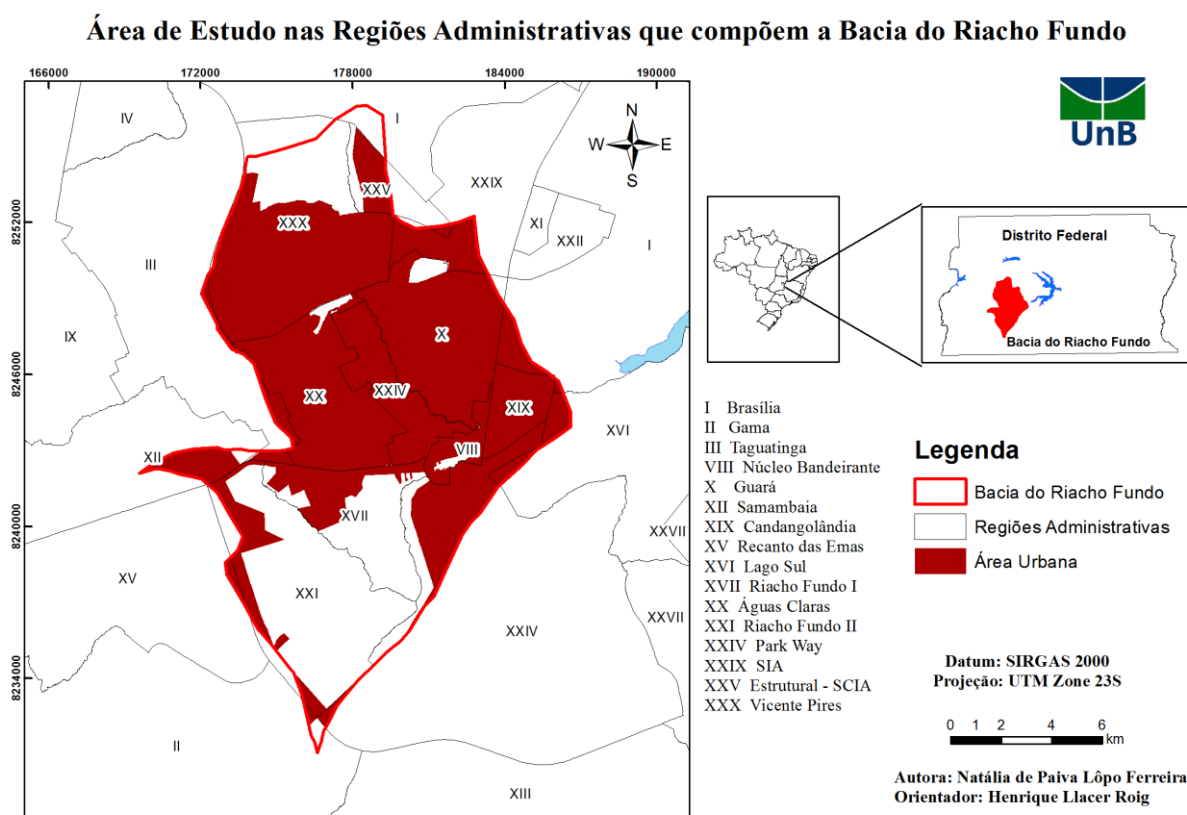 Área de Estudo nas Regiões Administrativas que compõem a Bacia do Riacho Fundo
166000 172000 178000 184000 190000
8252000
8246000
8240000
8234000
IV
I
XXIX
XXV
XI
XXII
I
XXX
III
IX
X
XX
XXIV
XIX
XVI
XII
VIII
XVII
XXVII
XV
XXI
XXIV
XXVII
II
XIII
N
W E
S
UnB
Distrito Federal
Bacia do Riacho Fundo
I Brasília
II Gama
III Taguatinga
VIII Núcleo Bandeirante
X Guará
XII Samambaia
XIX Candangolândia
XV Recanto das Emas
XVI Lago Sul
XVII Riacho Fundo I
XX Águas Claras
XXI Riacho Fundo II
XXIV Park Way
XXIX SIA
XXV Estrutural - SCIA
XXX Vicente Pires
Legenda
Bacia do Riacho Fundo
Regiões Administrativas
Área Urbana
Datum: SIRGAS 2000
Projeção: UTM Zone 23S
0 1 2 4 6
km
Autora: Natália de Paiva Lôpo Ferreira
Orientador: Henrique Llacer Roig